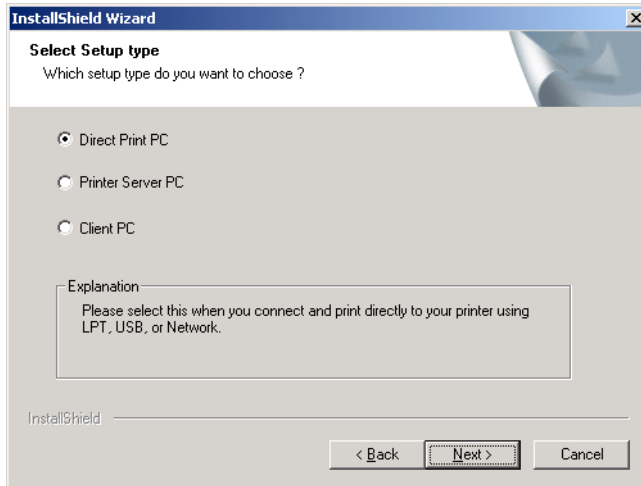 InstallShield Wizard
Select Setup type
Which setup type do you want to choose ?
Direct Print PC
Printer Server PC
Client PC
Explanation
Please select this when you connect and print directly to your printer using
LPT, USB, or Network.
InstallShield
< Back Next > Cancel